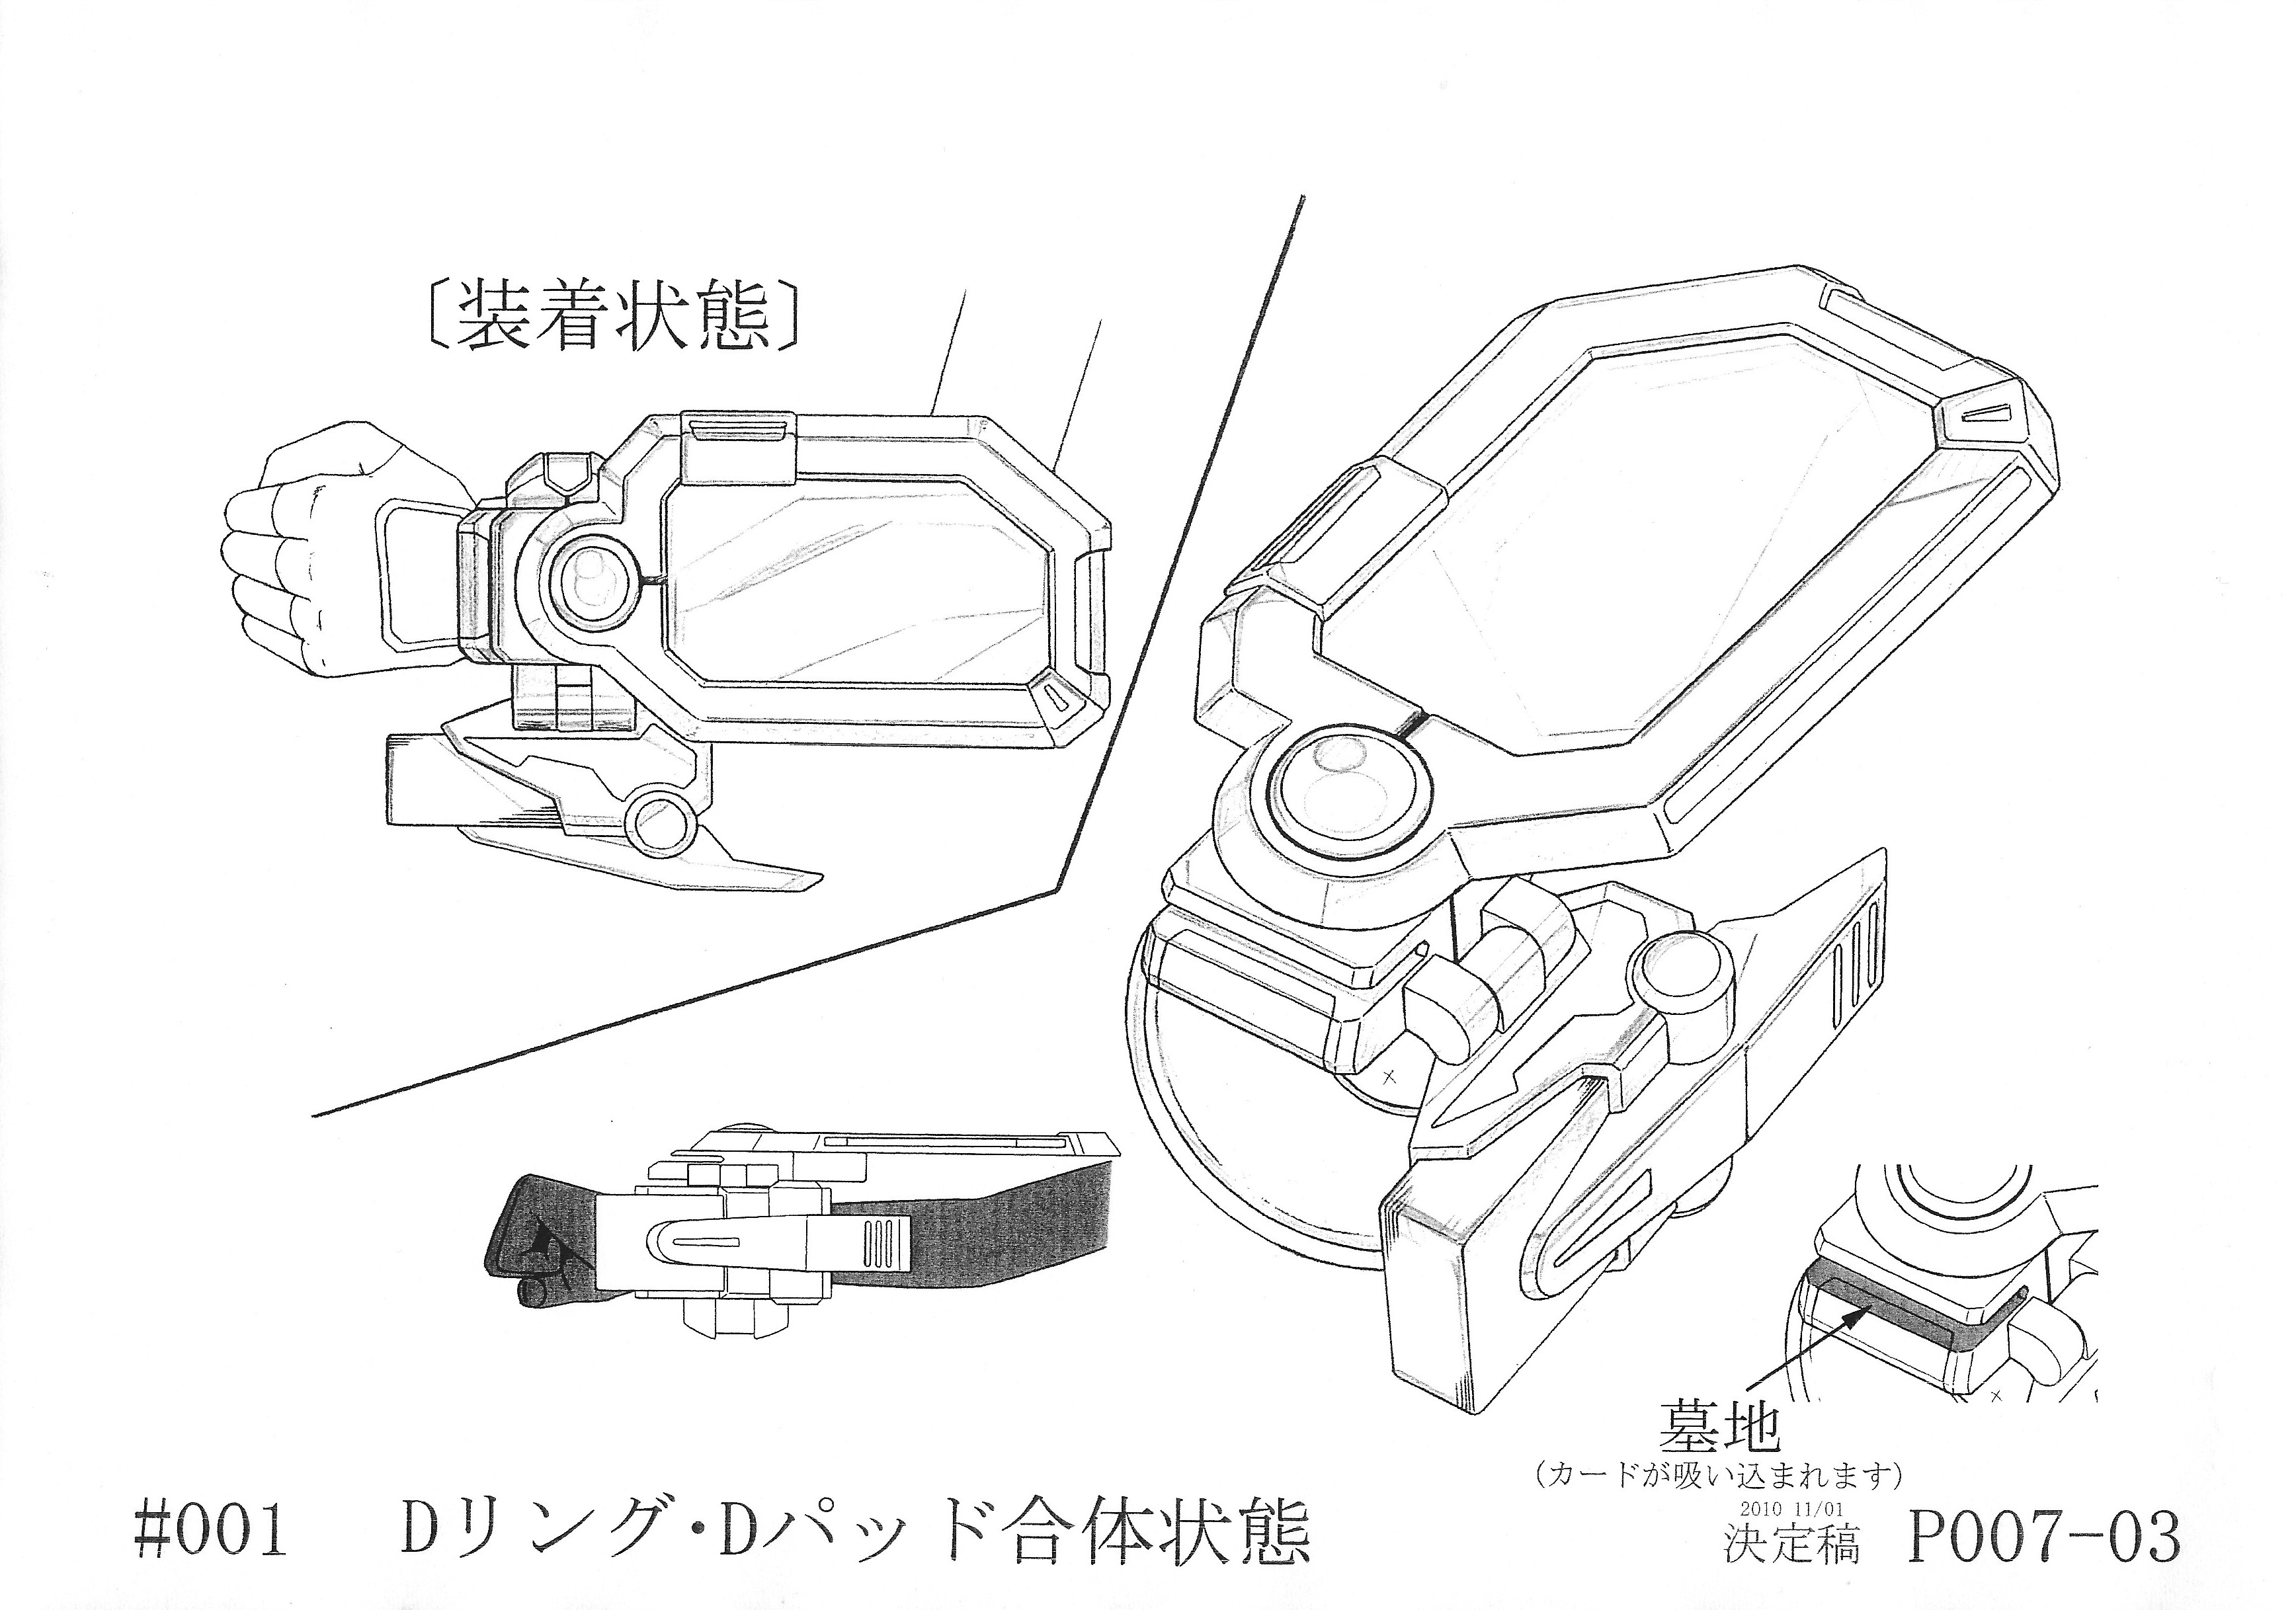 〔装着状態〕
墓地
(カードが吸い込まれます)
2010 11/01
決定稿
P007-03
#001 Dリング・Dパッド合体状態